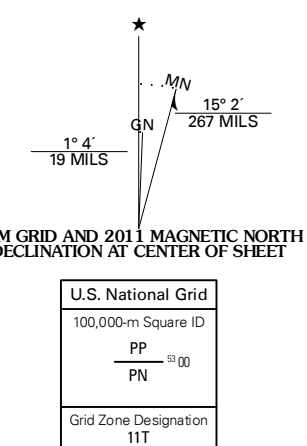 ★
MN
GN
15° 2´
267 MILS
1° 4´
19 MILS
M GRID AND 2011 MAGNETIC NORTH
DECLINATION AT CENTER OF SHEET
U.S. National Grid
100,000-m Square ID
PP
53 00
PN
Grid Zone Designation
11T